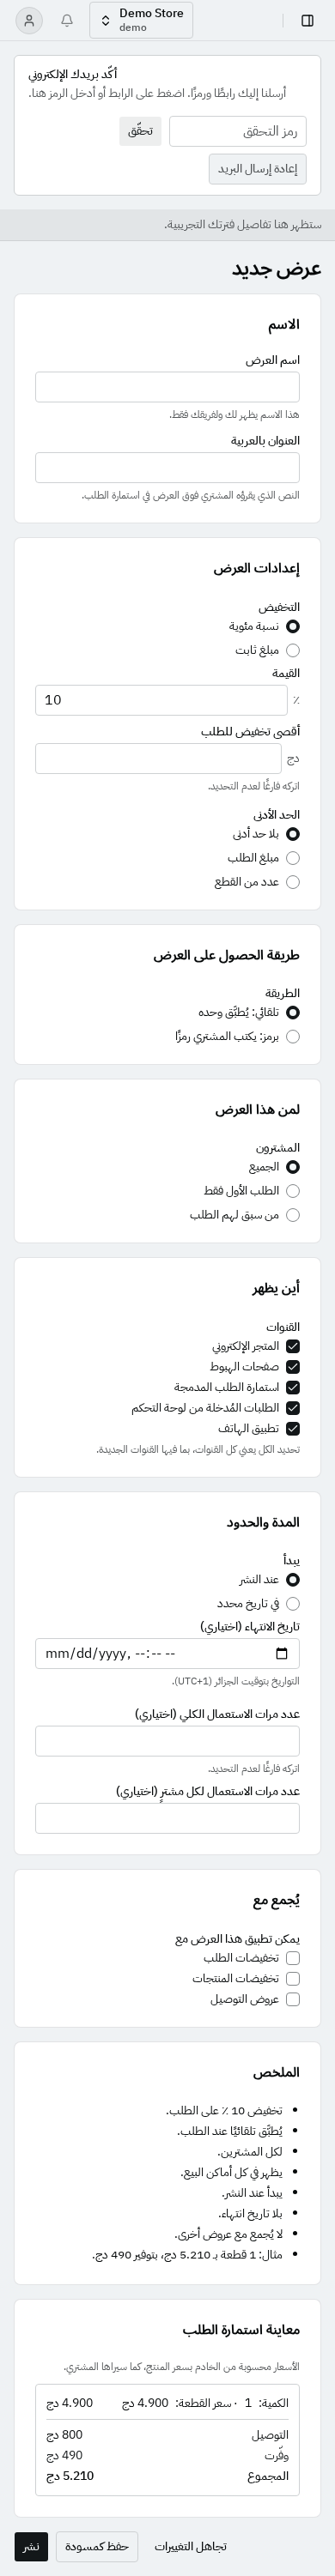 Demo Store
demo
أكّد بريدك الإلكتروني
أرسلنا إليك رابطًا ورمزًا. اضغط على الرابط أو أدخل الرمز هنا.
رمز التحقق
تحقّق
إعادة إرسال البريد
ستظهر هنا تفاصيل فترتك التجريبية.
عرض جديد
الاسم
اسم العرض
هذا الاسم يظهر لك ولفريقك فقط.
العنوان بالعربية
النص الذي يقرؤه المشتري فوق العرض في استمارة الطلب.
إعدادات العرض
التخفيض
نسبة مئوية
مبلغ ثابت
القيمة
٪ 10
أقصى تخفيض للطلب
دج
اتركه فارغًا لعدم التحديد.
الحد الأدنى
بلا حد أدنى
مبلغ الطلب
عدد من القطع
طريقة الحصول على العرض
الطريقة
تلقائي: يُطبَّق وحده
برمز: يكتب المشتري رمزًا
لمن هذا العرض
المشترون
الجميع
الطلب الأول فقط
من سبق لهم الطلب
أين يظهر
القنوات
المتجر الإلكتروني
صفحات الهبوط
استمارة الطلب المدمجة
الطلبات المُدخلة من لوحة التحكم
تطبيق الهاتف
تحديد الكل يعني كل القنوات، بما فيها القنوات الجديدة.
المدة والحدود
يبدأ
عند النشر
في تاريخ محدد
تاريخ الانتهاء (اختياري)
mm/dd/yyyy, --:-- --
التواريخ بتوقيت الجزائر (UTC+1).
عدد مرات الاستعمال الكلي (اختياري)
اتركه فارغًا لعدم التحديد.
عدد مرات الاستعمال لكل مشترٍ (اختياري)
يُجمع مع
يمكن تطبيق هذا العرض مع
تخفيضات الطلب
تخفيضات المنتجات
عروض التوصيل
الملخص
تخفيض 10 ٪ على الطلب.
يُطبَّق تلقائيًا عند الطلب.
لكل المشترين.
يظهر في كل أماكن البيع.
يبدأ عند النشر.
بلا تاريخ انتهاء.
لا يُجمع مع عروض أخرى.
مثال: 1 قطعة بـ 5.210 دج، بتوفير 490 دج.
معاينة استمارة الطلب
الأسعار محسوبة من الخادم بسعر المنتج، كما سيراها المشتري.
الكمية: 1 · سعر القطعة: 4.900 دج 4.900 دج
التوصيل 800 دج
وفّرت 490 دج
المجموع 5.210 دج
تجاهل التغييرات
حفظ كمسودة
نشر